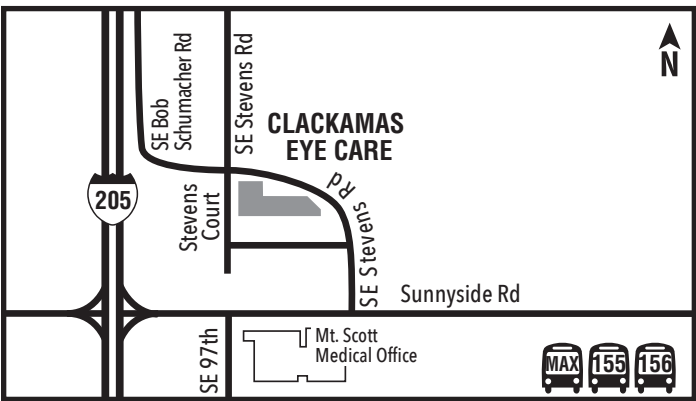 SE Bob
Schumacher Rd
SE Stevens Rd
N
CLACKAMAS
EYE CARE
205
Stevens
Court
SE Stevens Rd
Sunnyside Rd
SE 97th
Mt. Scott
Medical Office
MAX
155
156